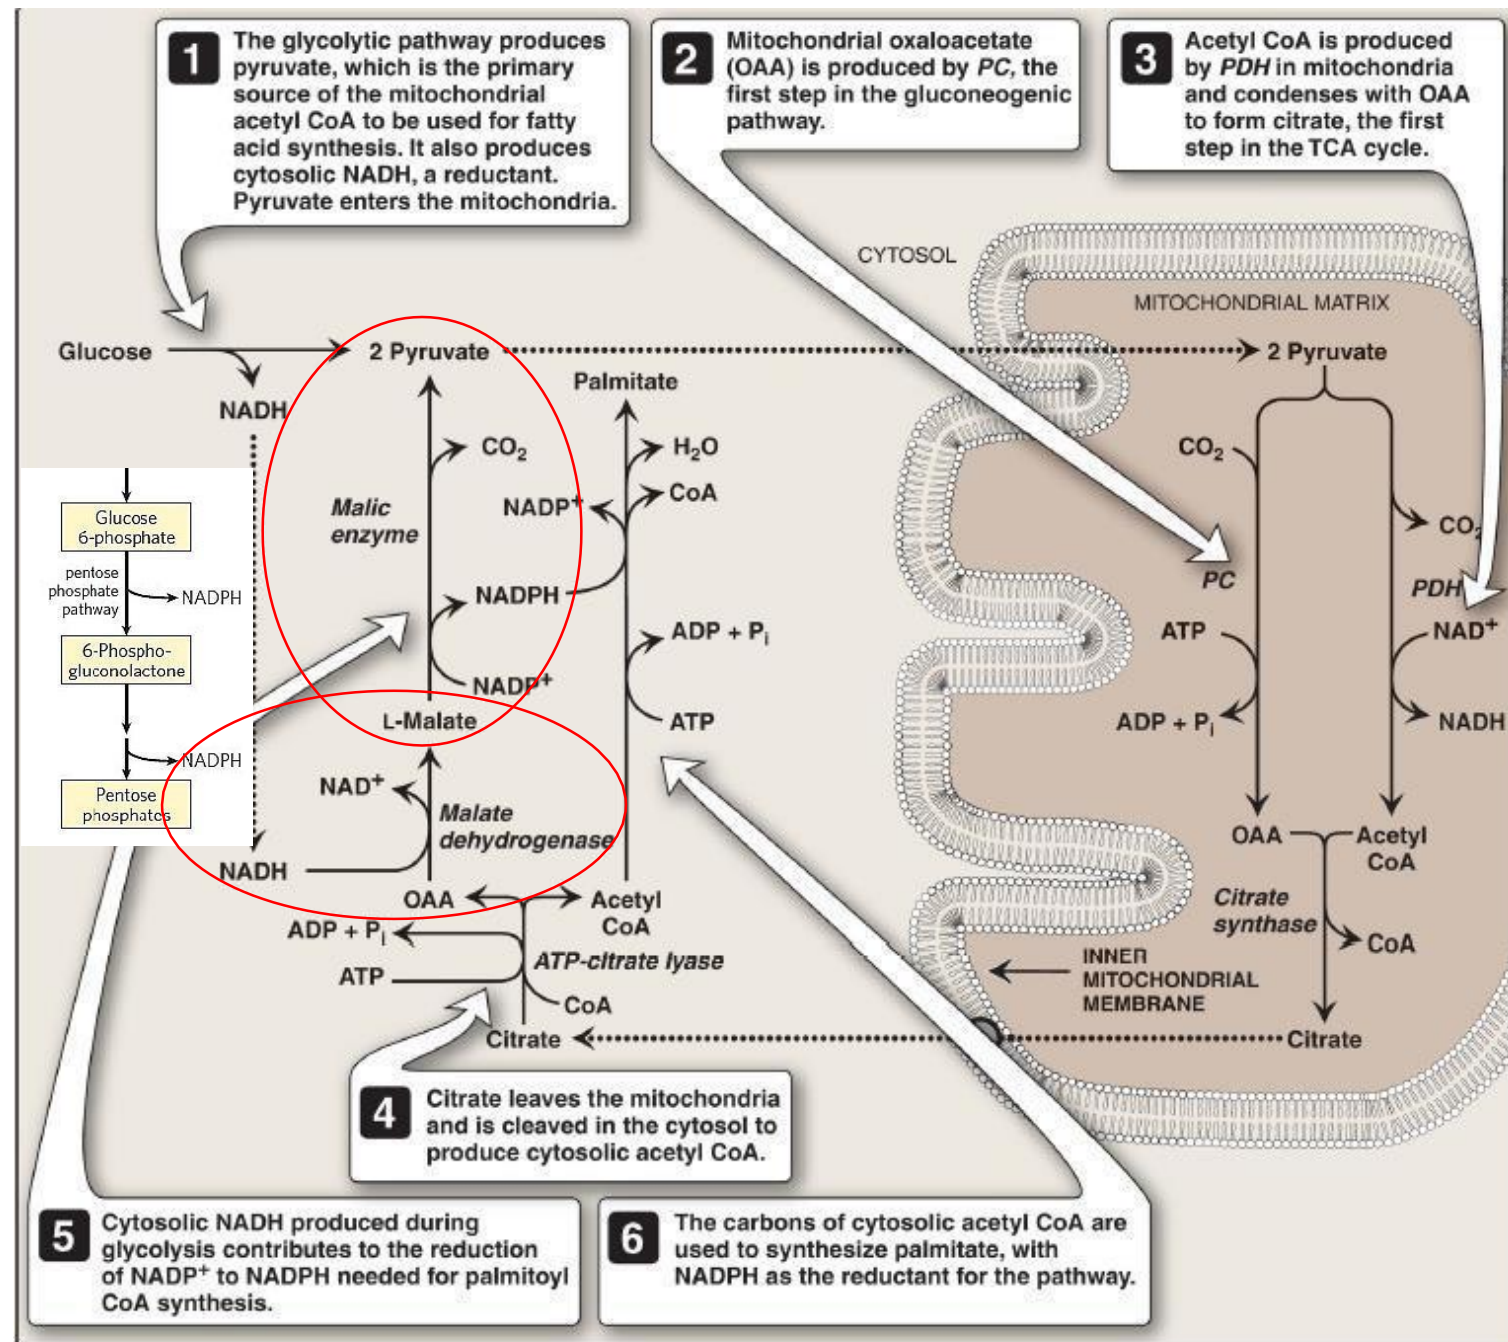 1
The glycolytic pathway produces
pyruvate, which is the primary
source of the mitochondrial
acetyl CoA to be used for fatty
acid synthesis. It also produces
cytosolic NADH, a reductant.
Pyruvate enters the mitochondria.
2
Mitochondrial oxaloacetate
(OAA) is produced by PC, the
first step in the gluconeogenic
pathway.
3
Acetyl CoA is produced
by PDH in mitochondria
and condenses with OAA
to form citrate, the first
step in the TCA cycle.
CYTOSOL
MITOCHONDRIAL MATRIX
Glucose
2 Pyruvate
2 Pyruvate
Palmitate
NADH
CO₂
H₂O
CO₂
NADP⁺
CoA
Malic
enzyme
CO₂
Glucose
6-phosphate
pentose
phosphate
pathway
NADPH
NADPH
PC
PDH
6-Phospho-
gluconolactone
ADP + Pᵢ
ATP
NAD⁺
NADP⁺
L-Malate
ATP
ADP + Pᵢ
NADH
NADPH
NAD⁺
Pentose
phosphates
Malate
dehydrogenase
OAA
Acetyl
CoA
NADH
OAA
Acetyl
CoA
Citrate
synthase
CoA
ADP + Pᵢ
ATP-citrate lyase
ATP
CoA
INNER
MITOCHONDRIAL
MEMBRANE
Citrate
Citrate
4
Citrate leaves the mitochondria
and is cleaved in the cytosol to
produce cytosolic acetyl CoA.
5
Cytosolic NADH produced during
glycolysis contributes to the reduction
of NADP⁺ to NADPH needed for palmitoyl
CoA synthesis.
6
The carbons of cytosolic acetyl CoA are
used to synthesize palmitate, with
NADPH as the reductant for the pathway.